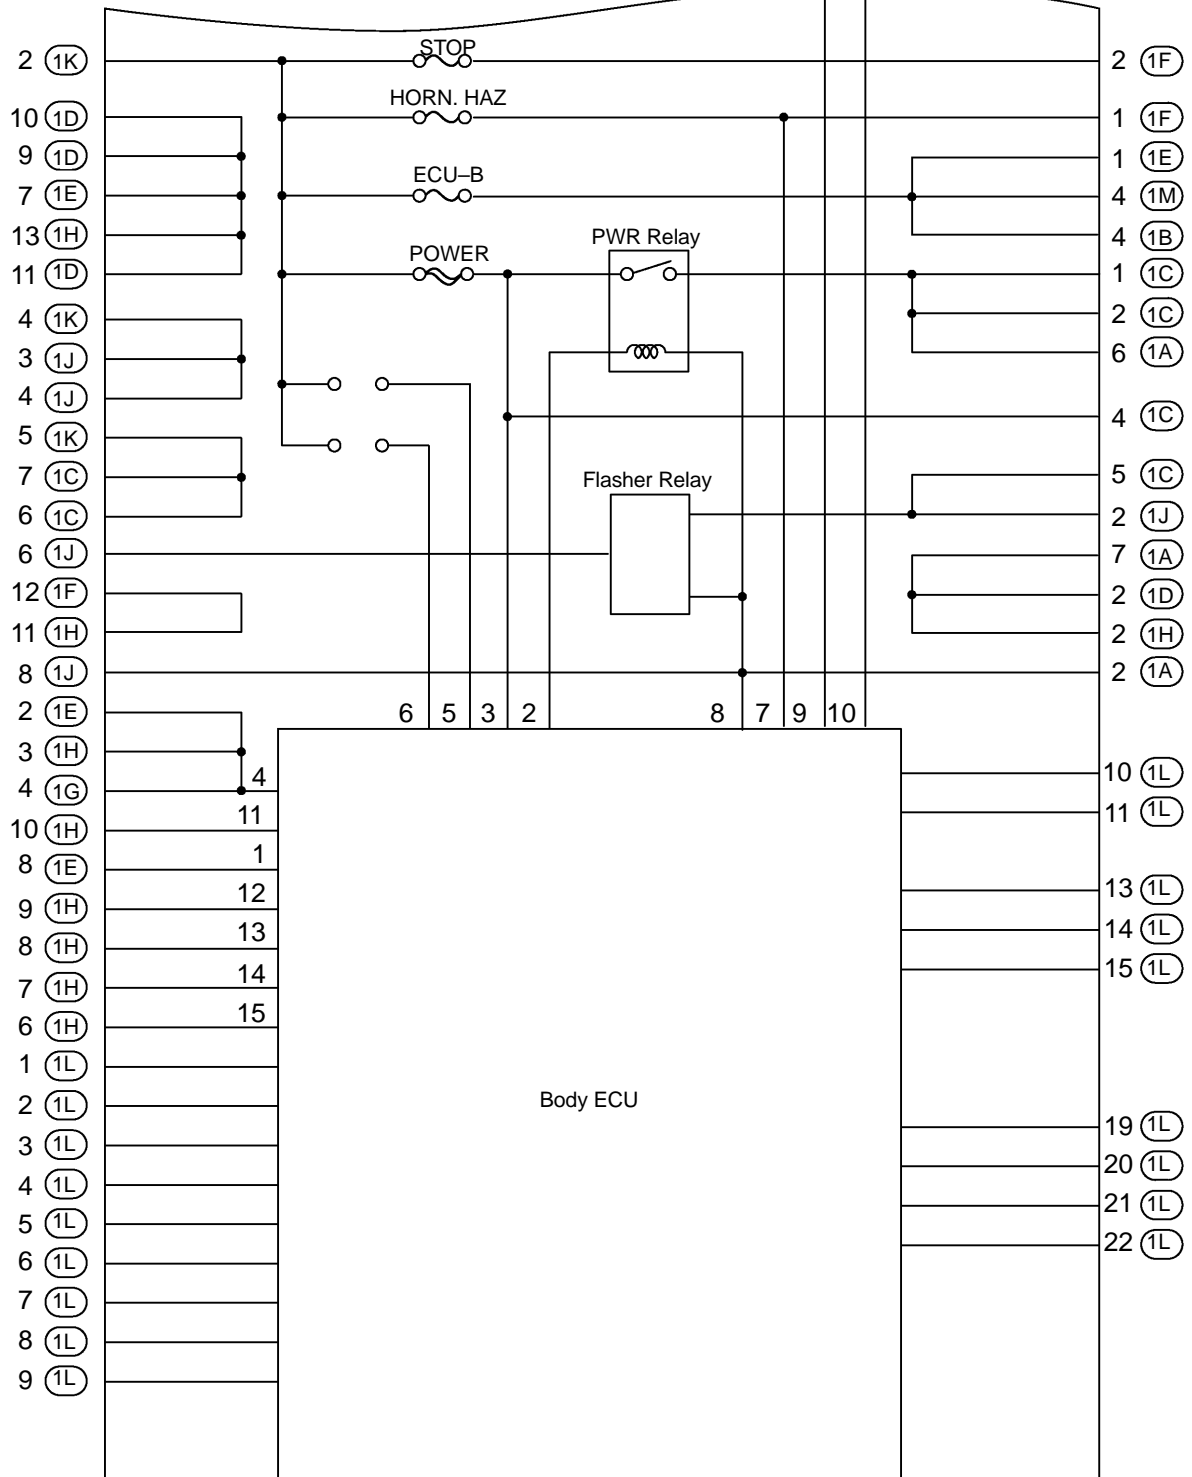 STOP
2 1K
2 1F
HORN. HAZ
10 1D
1 1F
9 1D
1 1E
ECU–B
7 1E
4 1M
PWR Relay
13 1H
4 1B
POWER
11 1D
1 1C
4 1K
2 1C
3 1J
6 1A
4 1J
4 1C
5 1K
7 1C
5 1C
Flasher Relay
6 1C
2 1J
6 1J
7 1A
12 1F
2 1D
11 1H
2 1H
8 1J
2 1A
2 1E
6 5 3 2 8 7 9 10
3 1H
4
10 1L
4 1G
11
11 1L
10 1H
1
8 1E
12
13 1L
9 1H
13
14 1L
8 1H
14
15 1L
7 1H
15
6 1H
1 1L
2 1L
Body ECU
3 1L
19 1L
4 1L
20 1L
5 1L
21 1L
6 1L
22 1L
7 1L
8 1L
9 1L